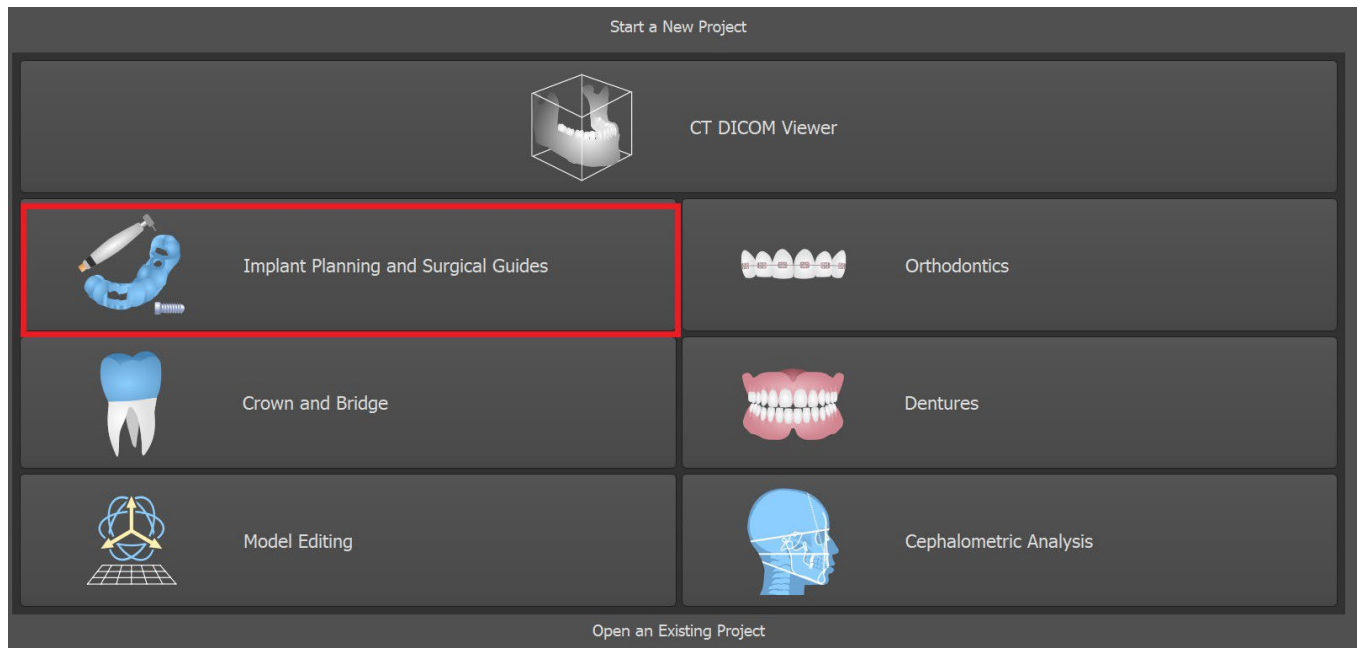 Start a New Project
CT DICOM Viewer
Implant Planning and Surgical Guides
Orthodontics
Crown and Bridge
Dentures
Model Editing
Cephalometric Analysis
Open an Existing Project